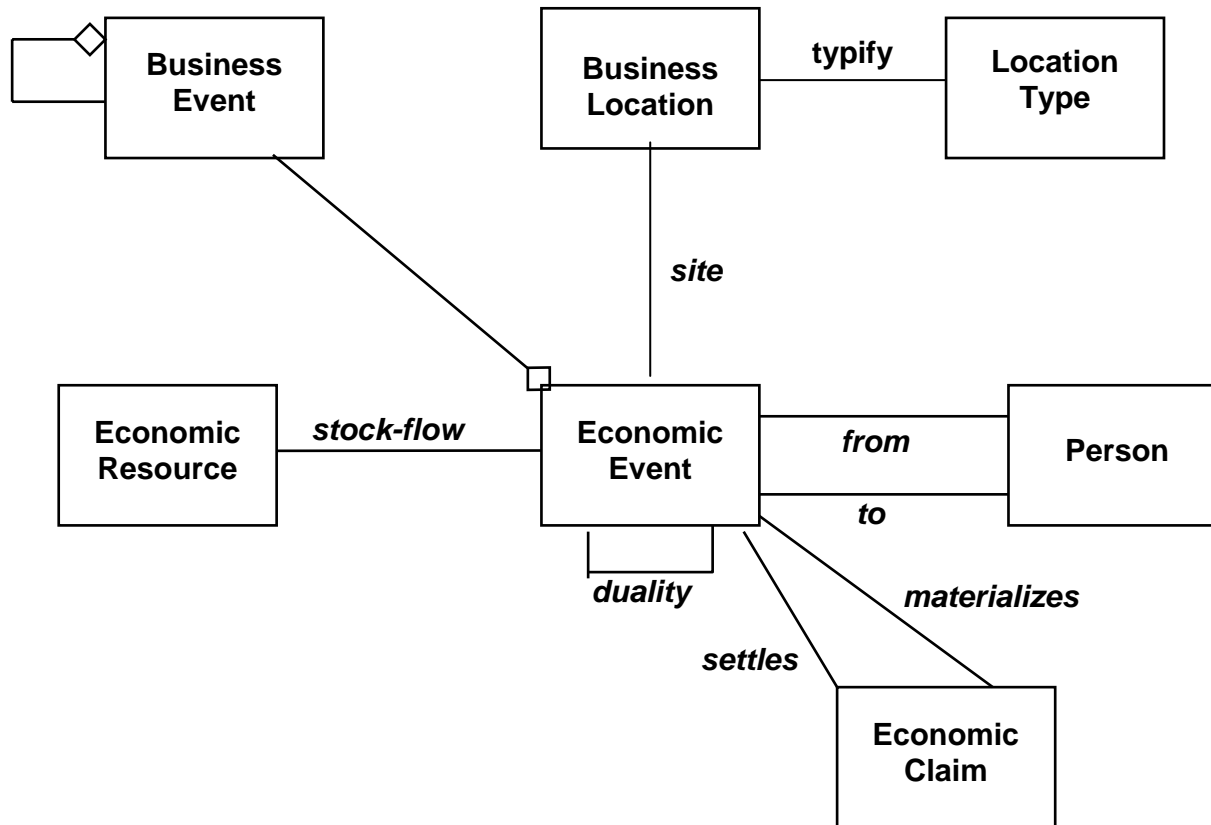 Business
Event
Business
Location
typify
Location
Type
site
Economic
Resource
stock-flow
Economic
Event
from
to
Person
duality
materializes
settles
Economic
Claim